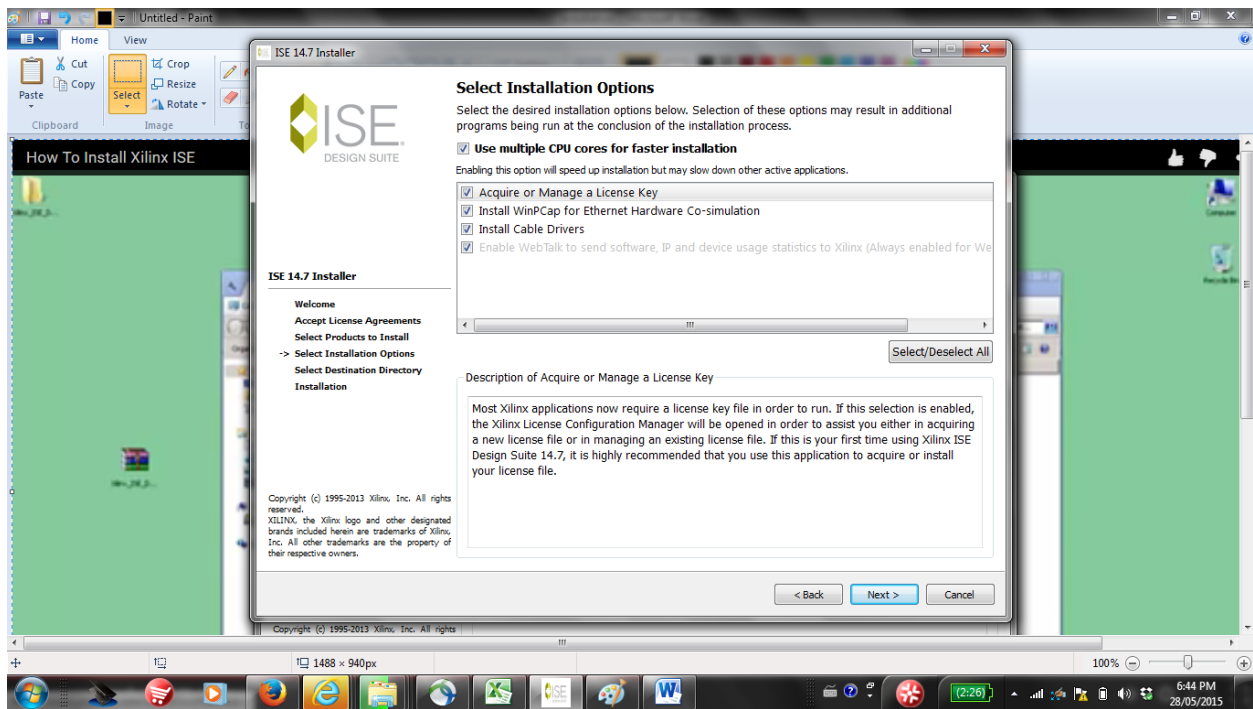 Untitled - Paint
Home View
Cut
Copy
Paste
Select
Crop
Resize
Rotate
Clipboard
Image
To
How To Install Xilinx ISE
Computer
Recycle Bin
ISE 14.7 Installer
ISE
DESIGN SUITE
ISE 14.7 Installer
Welcome
Accept License Agreements
Select Products to Install
-> Select Installation Options
Select Destination Directory
Installation
Copyright (c) 1995-2013 Xilinx, Inc. All rights
reserved.
XILINX, the Xilinx logo and other designated
brands included herein are trademarks of Xilinx,
Inc. All other trademarks are the property of
their respective owners.
Select Installation Options
Select the desired installation options below. Selection of these options may result in additional
programs being run at the conclusion of the installation process.
Use multiple CPU cores for faster installation
Enabling this option will speed up installation but may slow down other active applications.
Acquire or Manage a License Key
Install WinPCap for Ethernet Hardware Co-simulation
Install Cable Drivers
Enable WebTalk to send software, IP and device usage statistics to Xilinx (Always enabled for We
Select/Deselect All
Description of Acquire or Manage a License Key
Most Xilinx applications now require a license key file in order to run. If this selection is enabled,
the Xilinx License Configuration Manager will be opened in order to assist you either in acquiring
a new license file or in managing an existing license file. If this is your first time using Xilinx ISE
Design Suite 14.7, it is highly recommended that you use this application to acquire or install
your license file.
< Back Next > Cancel
Copyright (c) 1995-2013 Xilinx, Inc. All rights
1488 × 940px
100%
ISE
(2:26)
6:44 PM
28/05/2015